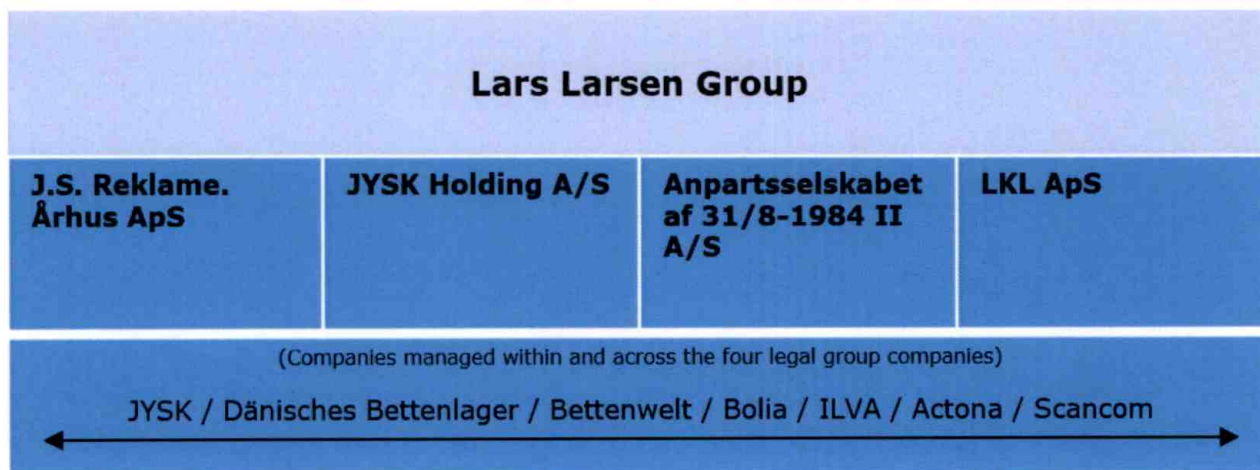 Lars Larsen Group
J.S. Reklame.
Århus ApS
JYSK Holding A/S
Anpartsselskabet
af 31/8-1984 II
A/S
LKL ApS
(Companies managed within and across the four legal group companies)
JYSK / Dänisches Bettenlager / Bettenwelt / Bolia / ILVA / Actona / Scancom